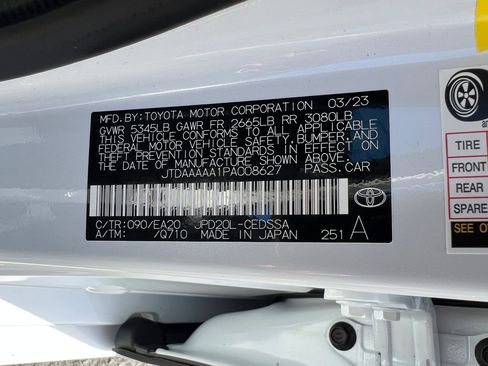 MFD. BY: TOYOTA MOTOR CORPORATION 03/23
GVWR 5345LB GAWR FR 2665LB RR 3080LB
THIS VEHICLE CONFORMS TO ALL APPLICABLE
FEDERAL MOTOR VEHICLE SAFETY, BUMPER, AND
THEFT PREVENTION STANDARDS IN EFFECT ON
THE DATE OF MANUFACTURE SHOWN ABOVE.
JTDAAAAA1PA008627 PASS.CAR
C/TR: 090/EA20 JPD20L-CEDSSA
A/TM: /Q710 MADE IN JAPAN 251 A
TIRE
FRONT
REAR
SPARE
SEE OWNE